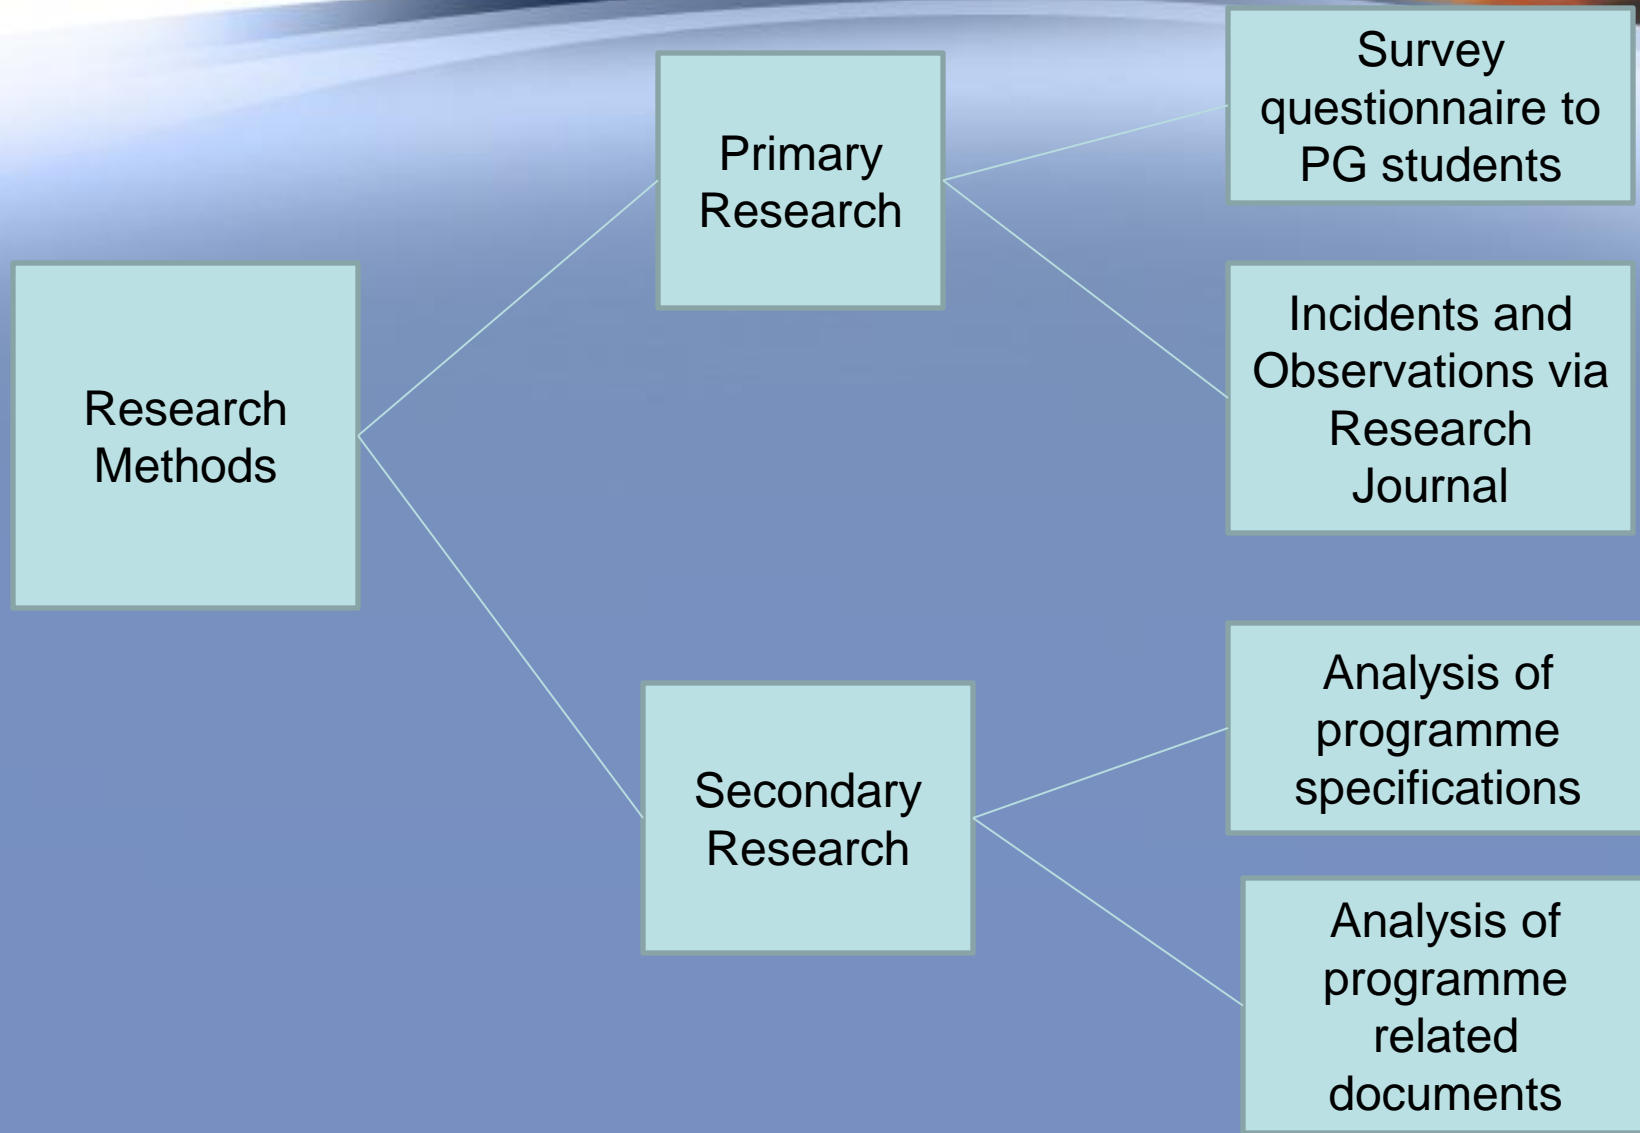 Research
Methods
Primary
Research
Survey
questionnaire to
PG students
Incidents and
Observations via
Research
Journal
Secondary
Research
Analysis of
programme
specifications
Analysis of
programme
related
documents